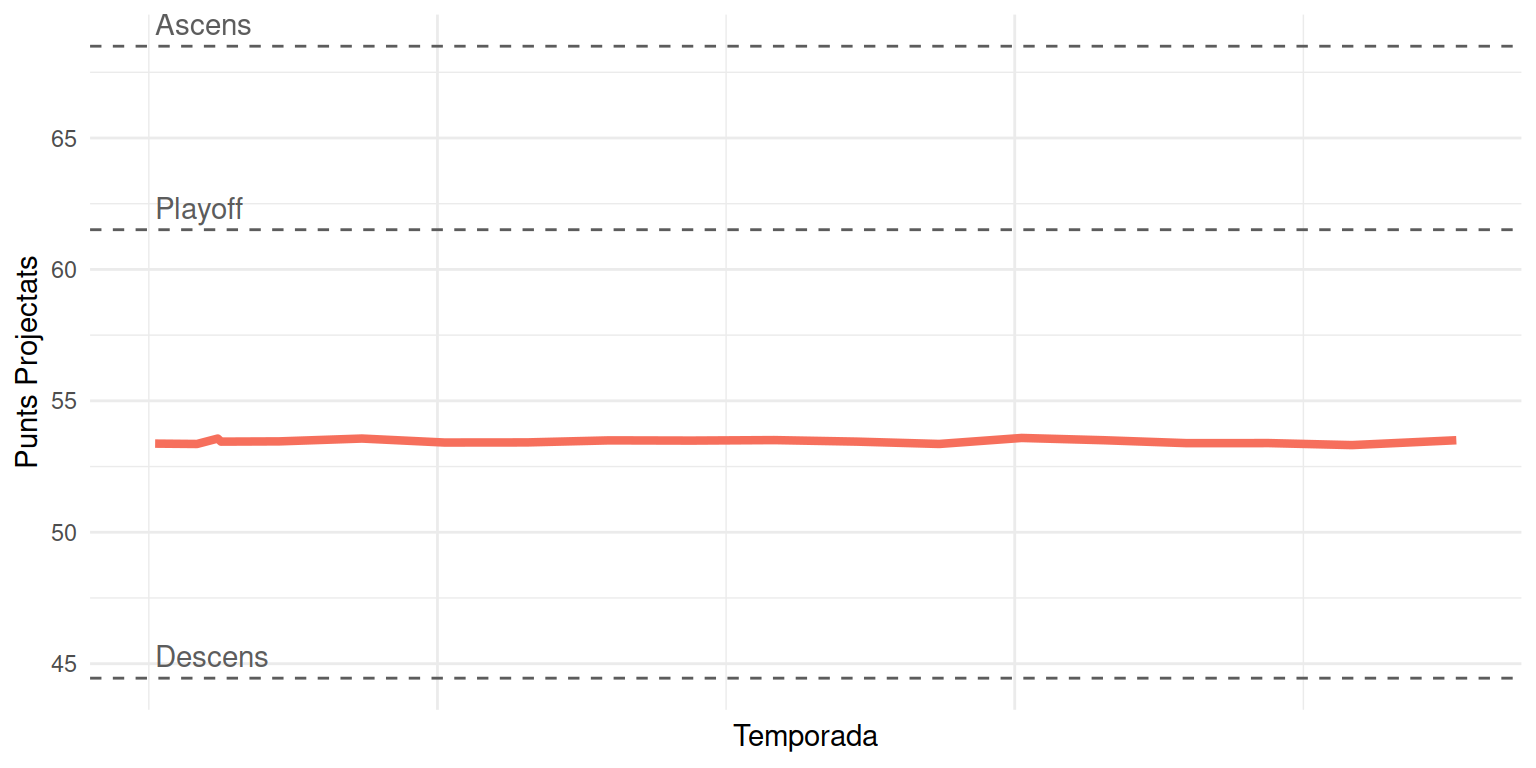 Ascens
65
Playoff
60
55
50
Descens
45
Punts Projectats
Temporada